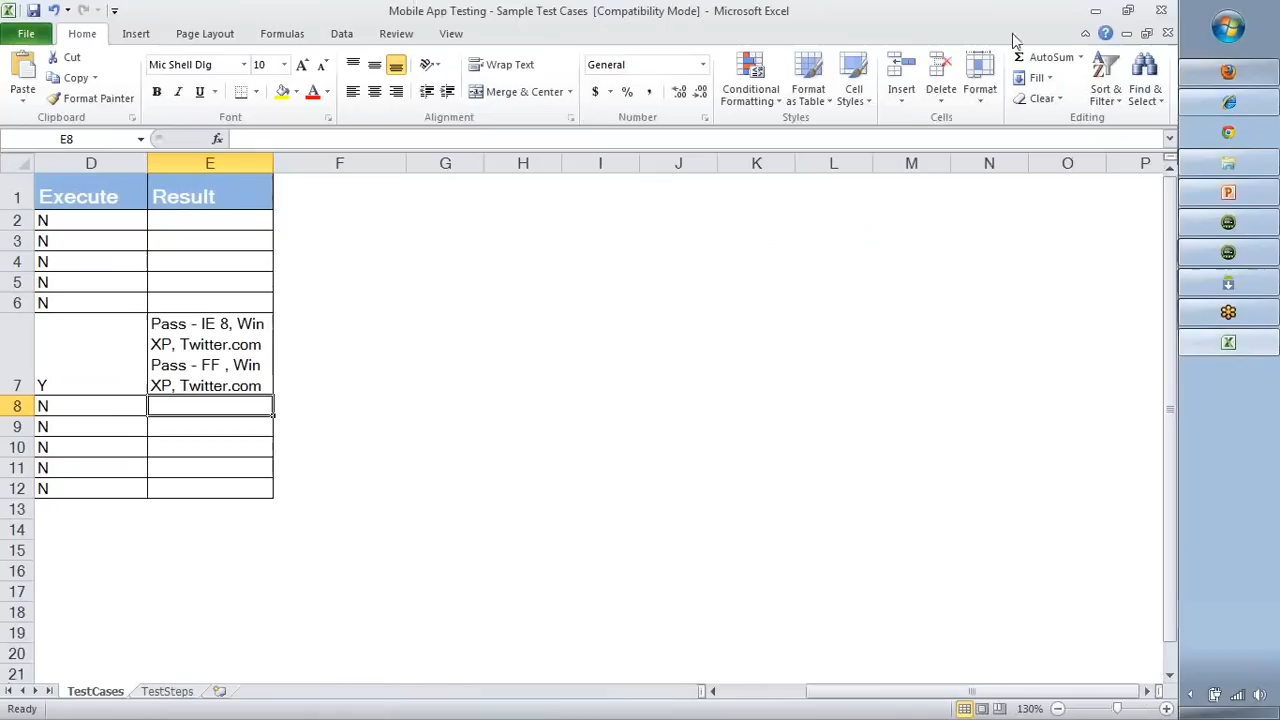 Mobile App Testing - Sample Test Cases [Compatibility Mode] - Microsoft Excel
File Home Insert Page Layout Formulas Data Review View
Cut
Copy
Format Painter
Paste
Clipboard
Mic Shell Dlg 10
B I U
Font
Wrap Text
Merge & Center
Alignment
General
$ % ,
Number
Conditional Formatting
Format as Table
Cell Styles
Styles
Insert
Delete
Format
Cells
Σ AutoSum
Fill
Clear
Sort & Filter
Find & Select
Editing
E8 fx
D E F G H I J K L M N O P
1 Execute Result
2 N
3 N
4 N
5 N
6 N
Pass - IE 8, Win
XP, Twitter.com
Pass - FF , Win
7 Y XP, Twitter.com
8 N
9 N
10 N
11 N
12 N
13
14
15
16
17
18
19
20
21
TestCases TestSteps
Ready 130%